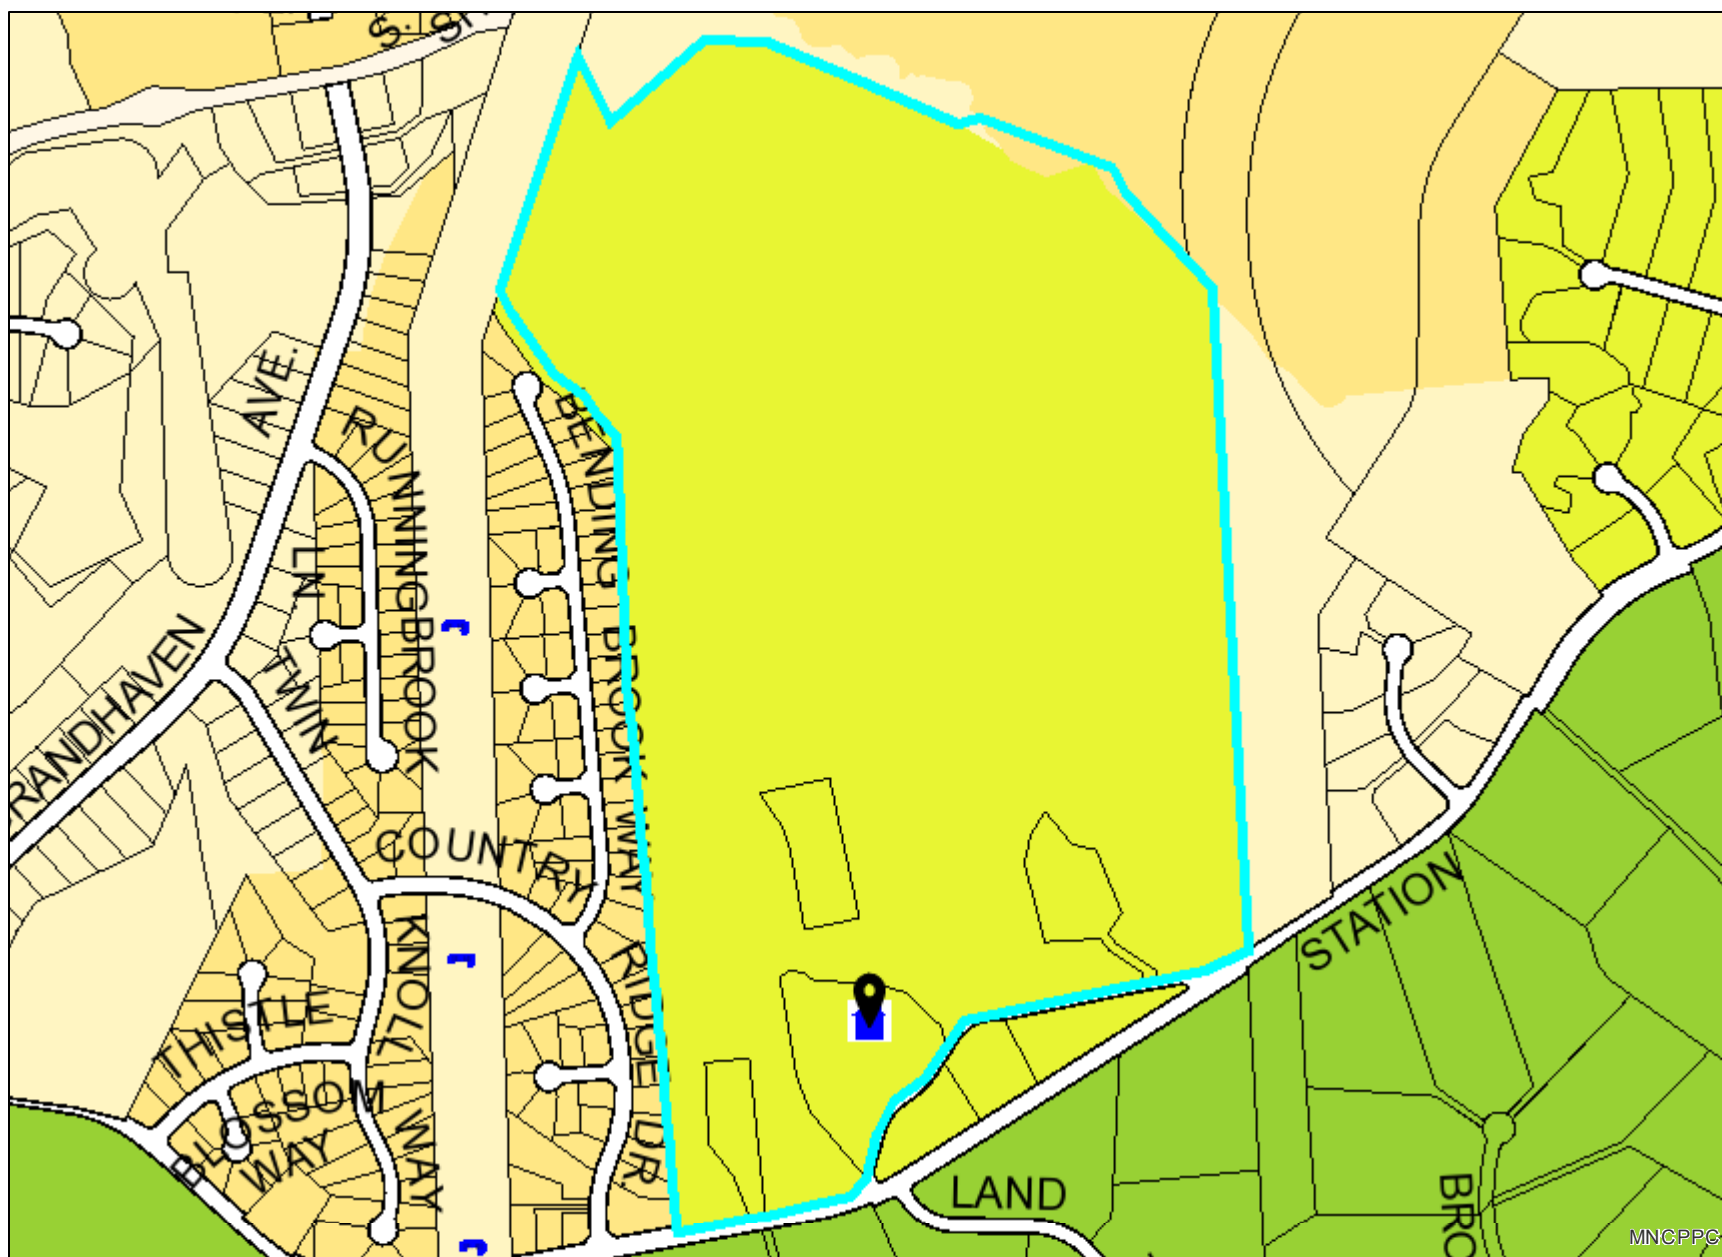 S. SH
AVE.
RUNNINGBROOK
LN
TWIN
RANDHAVEN
BENDING BROOK WAY
COUNTRY
RIDGE DR.
KNOLL WAY
THISTLE
BLOSSOM
WAY
STATION
LAND
BRO
MNCPPC